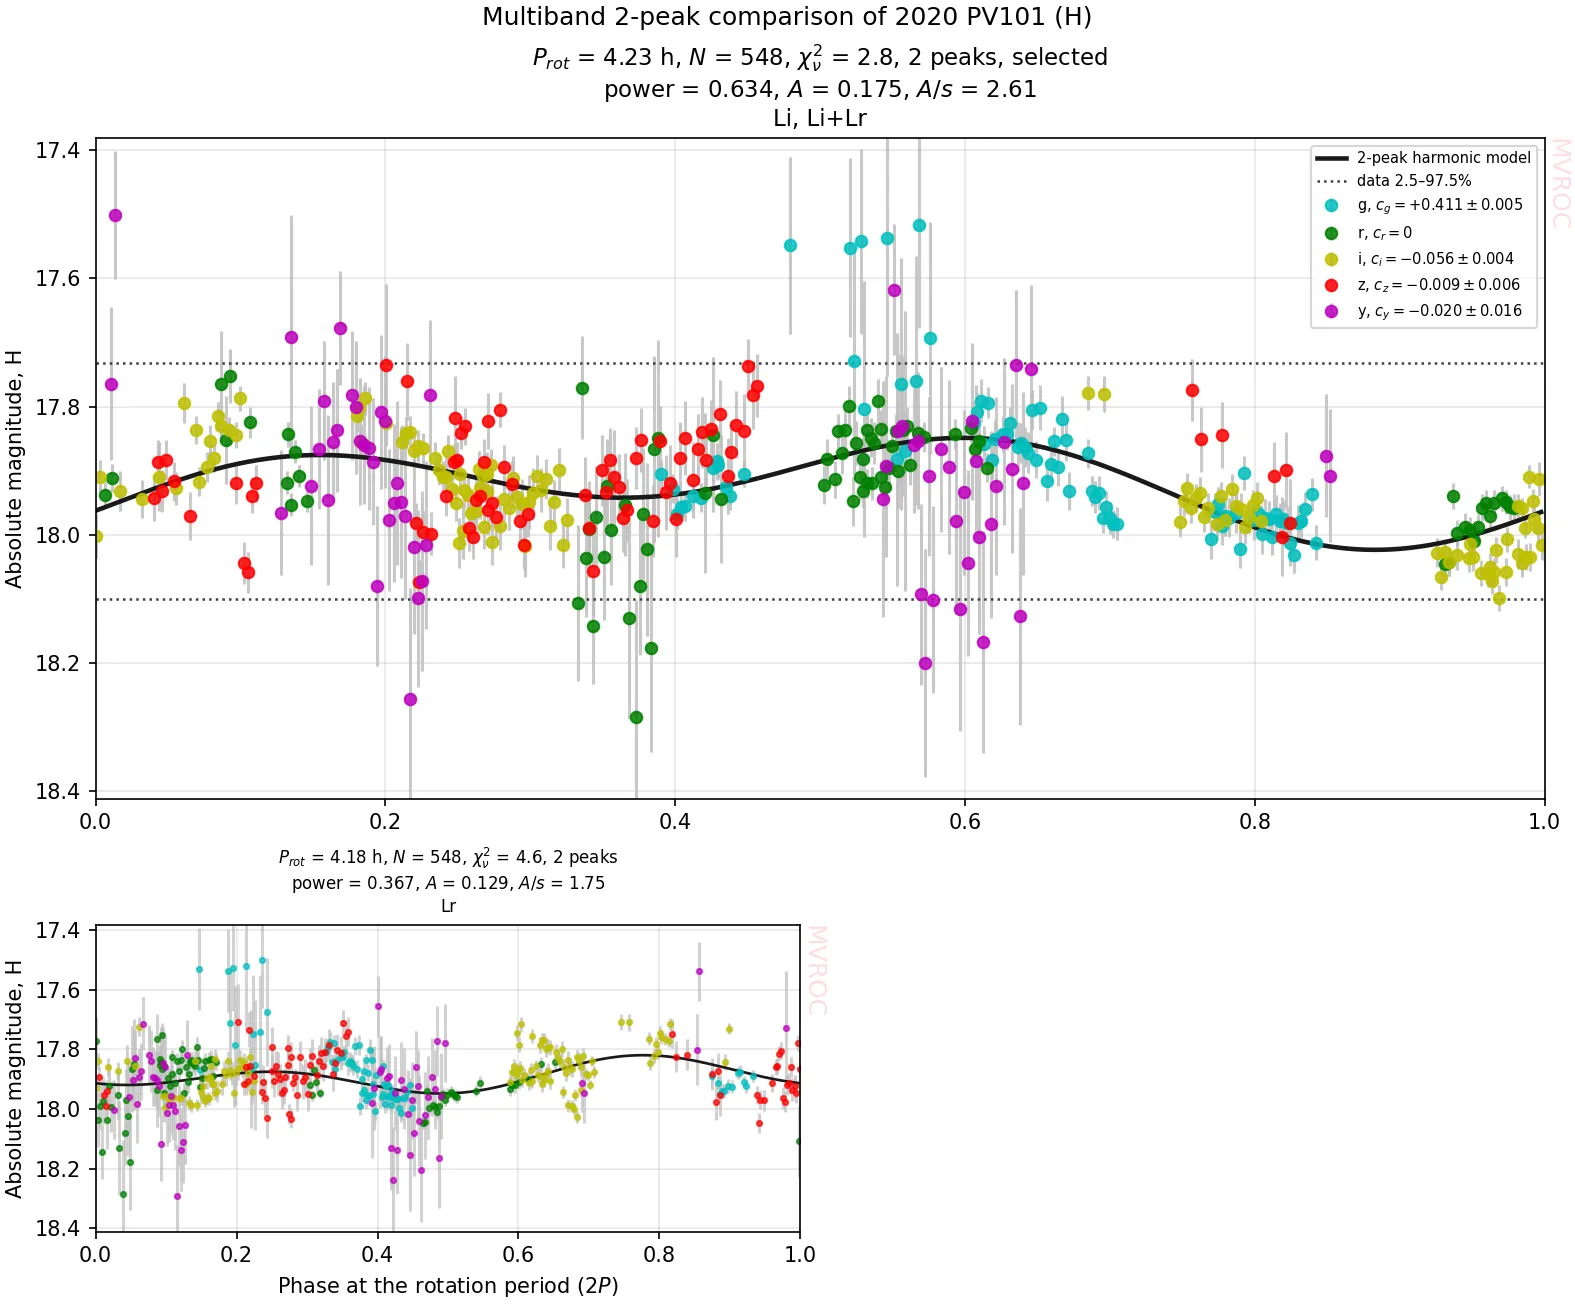 Multiband 2-peak comparison of 2020 PV101 (H)
P_rot = 4.23 h, N = 548, χ²_ν = 2.8, 2 peaks, selected
power = 0.634, A = 0.175, A/s = 2.61
Li, Li+Lr
Absolute magnitude, H
17.4
17.6
17.8
18.0
18.2
18.4
0.0 0.2 0.4 0.6 0.8 1.0
2-peak harmonic model
data 2.5–97.5%
g, c_g = +0.411 ± 0.005
r, c_r = 0
i, c_i = −0.056 ± 0.004
z, c_z = −0.009 ± 0.006
y, c_y = −0.020 ± 0.016
MVROC
P_rot = 4.18 h, N = 548, χ²_ν = 4.6, 2 peaks
power = 0.367, A = 0.129, A/s = 1.75
Lr
Absolute magnitude, H
17.4
17.6
17.8
18.0
18.2
18.4
0.0 0.2 0.4 0.6 0.8 1.0
Phase at the rotation period (2P)
MVROC